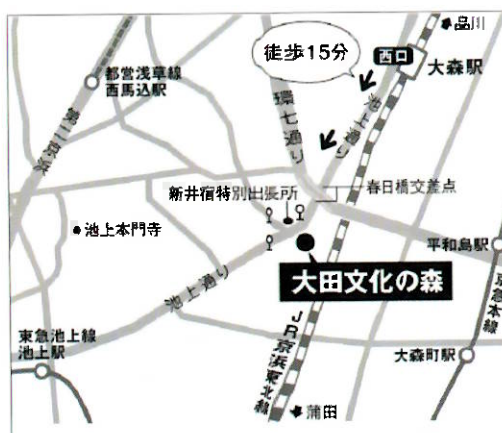 品川
徒歩15分
西口
大森駅
都営浅草線
西馬込駅
第二京浜
環七通り
池上通り
新井宿特別出張所
春日橋交差点
池上本門寺
平和島駅
大田文化の森
池上通り
京急本線
JR京浜東北線
東急池上線
池上駅
大森町駅
蒲田